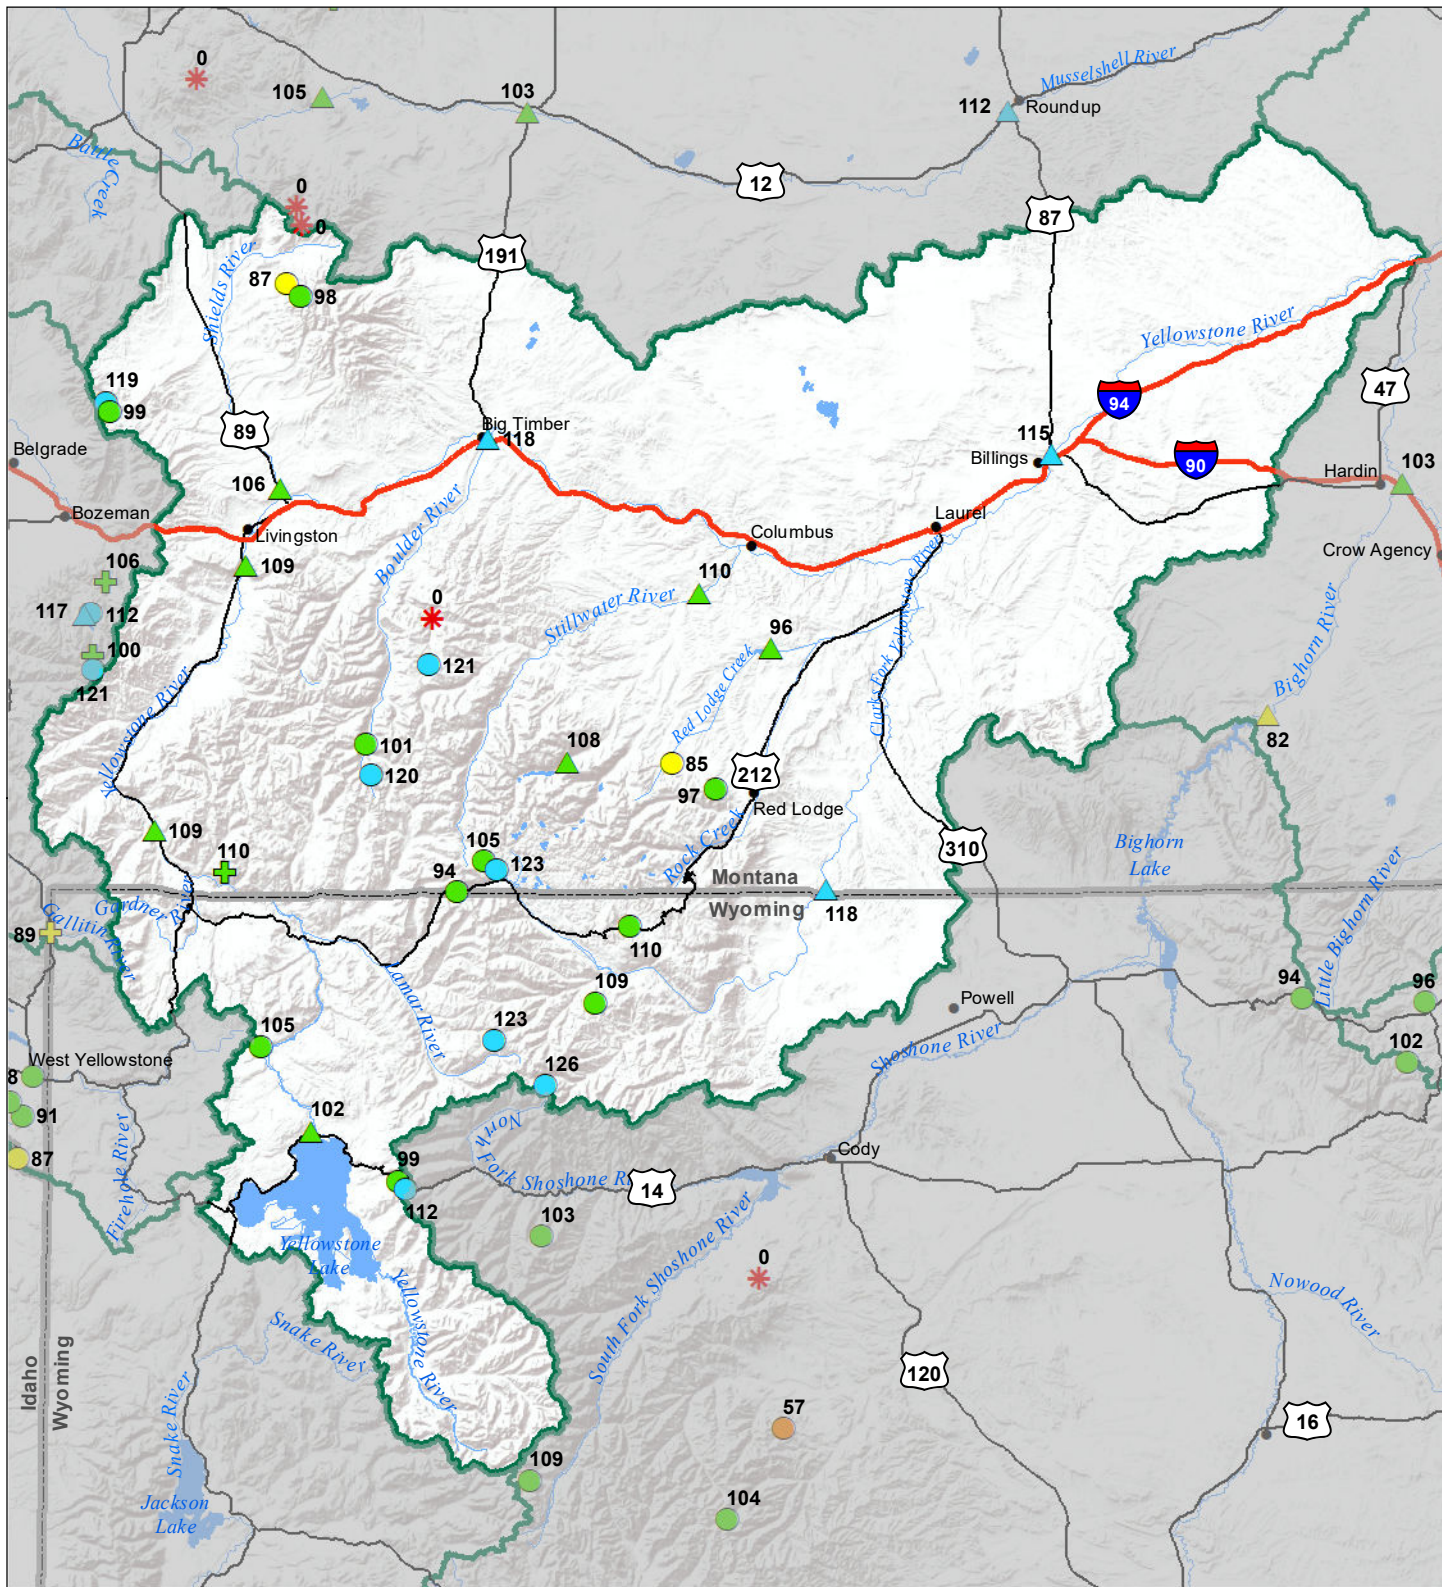 0
105
103
112
Roundup
Musselshell River
Battle Creek
12
0
0
87
191
Shields River
87
98
Yellowstone River
119
99
94
47
89
Big Timber
118
115
Billings
90
Belgrade
Hardin
103
106
Bozeman
Livingston
Laurel
Columbus
Crow Agency
Boulder River
106
109
110
0
Stillwater River
117
112
96
Clarks Fork Yellowstone River
100
121
121
Red Lodge Creek
Bighorn River
Yellowstone River
101
108
85
82
120
97
212
Red Lodge
109
110
105
123
Rock Creek
310
Bighorn
Lake
94
Montana
Wyoming
118
Gardner River
Gallitin River
89
110
Little Bighorn River
109
94
96
Powell
Lamar River
105
123
102
Shoshone River
West Yellowstone
8
91
126
102
North Fork Shoshone R
87
Cody
Firehole River
99
112
14
103
Yellowstone
Lake
South Fork Shoshone River
0
Yellowstone River
Nowood River
Snake River
Idaho
Wyoming
120
57
16
Snake River
109
104
Jackson
Lake